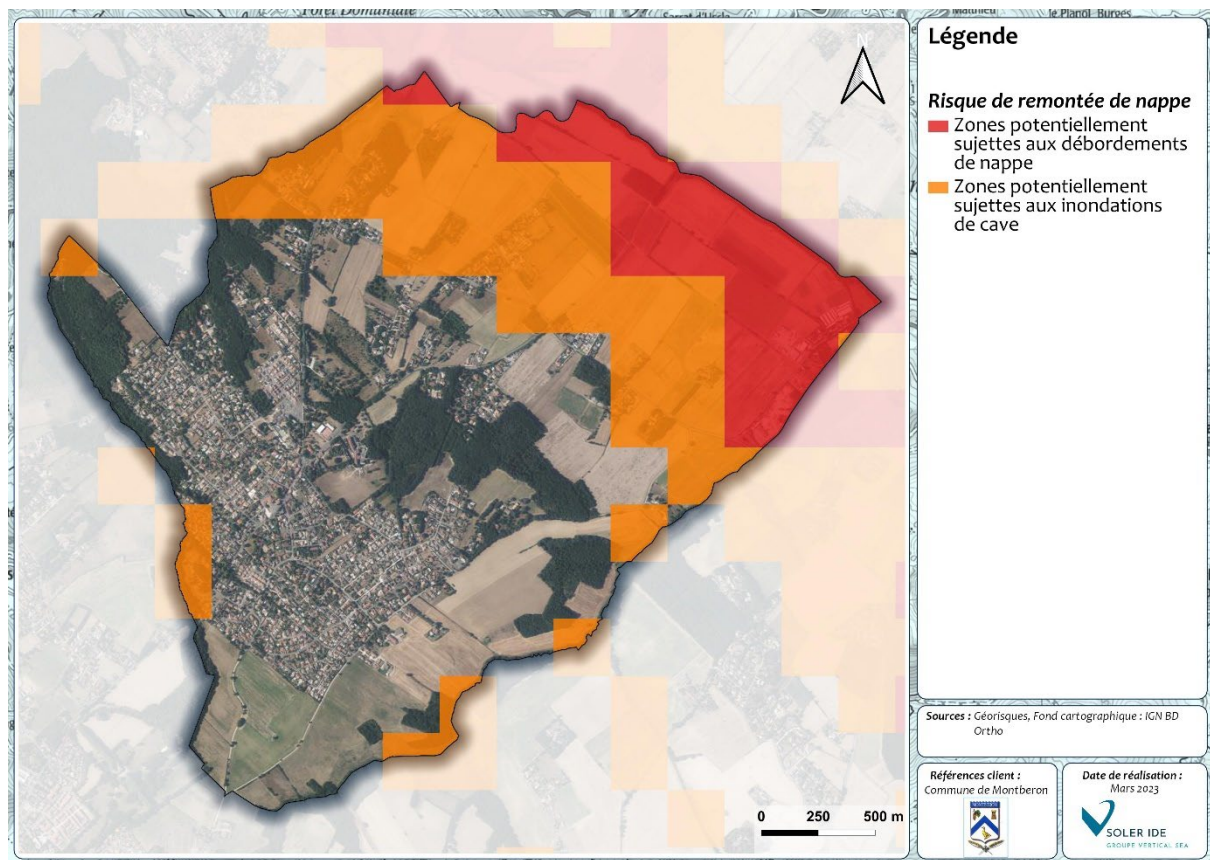 Forêt Domaniale
le Planol Burges
Légende
Risque de remontée de nappe
Zones potentiellement
sujettes aux débordements
de nappe
Zones potentiellement
sujettes aux inondations
de cave
0 250 500 m
Sources : Géorisques, Fond cartographique : IGN BD
Ortho
Références client :
Commune de Montberon
Date de réalisation :
Mars 2023
SOLER IDE
GROUPE VERTICAL SEA